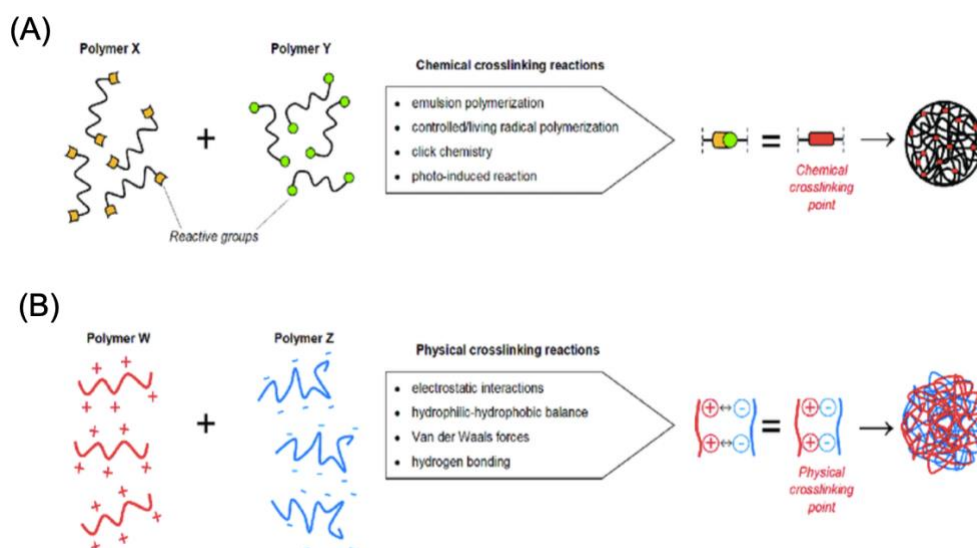 (A)
Polymer X
Polymer Y
Chemical crosslinking reactions
• emulsion polymerization
• controlled/living radical polymerization
• click chemistry
• photo-induced reaction
=
Chemical
crosslinking
point
+
Reactive groups
(B)
Polymer W
Polymer Z
Physical crosslinking reactions
• electrostatic interactions
• hydrophilic-hydrophobic balance
• Van der Waals forces
• hydrogen bonding
+
=
Physical
crosslinking
point